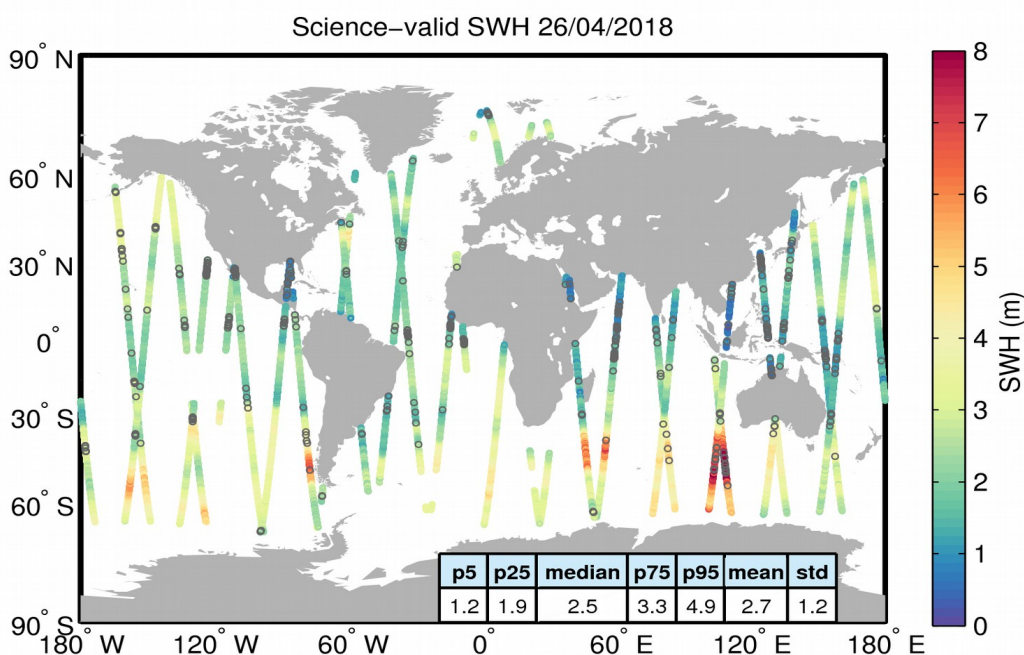 Science−valid SWH 26/04/2018
90° N
60° N
30° N
0°
30° S
60° S
90° S
180° W
120° W
60° W
0°
60° E
120° E
180° E
p5 p25 median p75 p95 mean std
1.2 1.9 2.5 3.3 4.9 2.7 1.2
8
7
6
5
4
3
2
1
0
SWH (m)